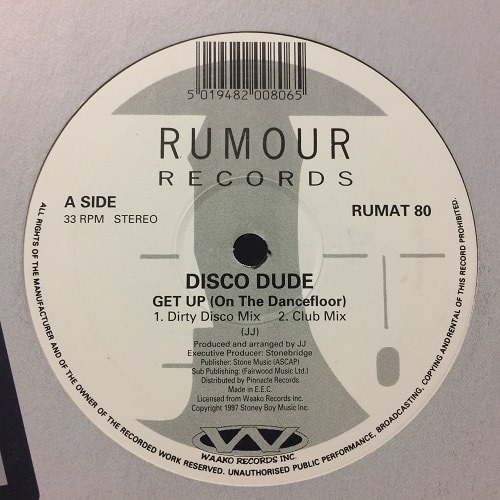 5 019482 008065
RUMOUR
RECORDS
A SIDE
33 RPM STEREO
RUMAT 80
DISCO DUDE
GET UP (On The Dancefloor)
1. Dirty Disco Mix 2. Club Mix
(JJ)
Produced and arranged by JJ
Executive Producer: Stonebridge
Publisher: Stone Music (ASCAP)
Sub Publishing: (Fairwood Music Ltd.)
Distributed by Pinnacle Records
Made in E.E.C.
Licensed from Waako Records Inc.
Copyright 1997 Stoney Boy Music Inc.
W
WAAKO RECORDS INC.
ALL RIGHTS OF THE MANUFACTURER AND OF THE OWNER OF THE RECORDED WORK RESERVED. UNAUTHORISED PUBLIC PERFORMANCE, BROADCASTING, COPYING AND RENTAL OF THIS RECORD PROHIBITED.